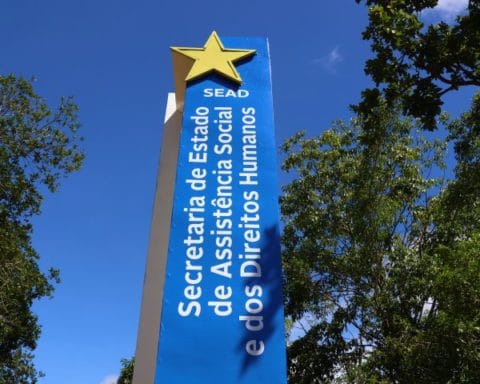 SEAD
Secretaria de Estado
de Assistência Social
e dos Direitos Humanos